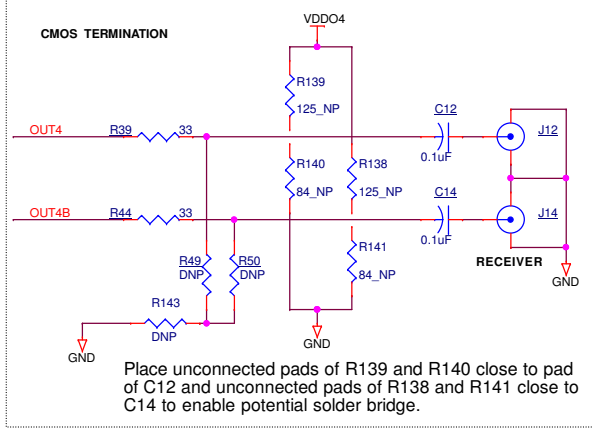 VDDO4
CMOS TERMINATION
R139
125_NP
OUT4
R39
33
C12
0.1uF
J12
R140
84_NP
R138
125_NP
OUT4B
R44
33
C14
0.1uF
J14
R49
DNP
R50
DNP
R141
84_NP
RECEIVER
GND
R143
DNP
GND
GND
Place unconnected pads of R139 and R140 close to pad
of C12 and unconnected pads of R138 and R141 close to
C14 to enable potential solder bridge.